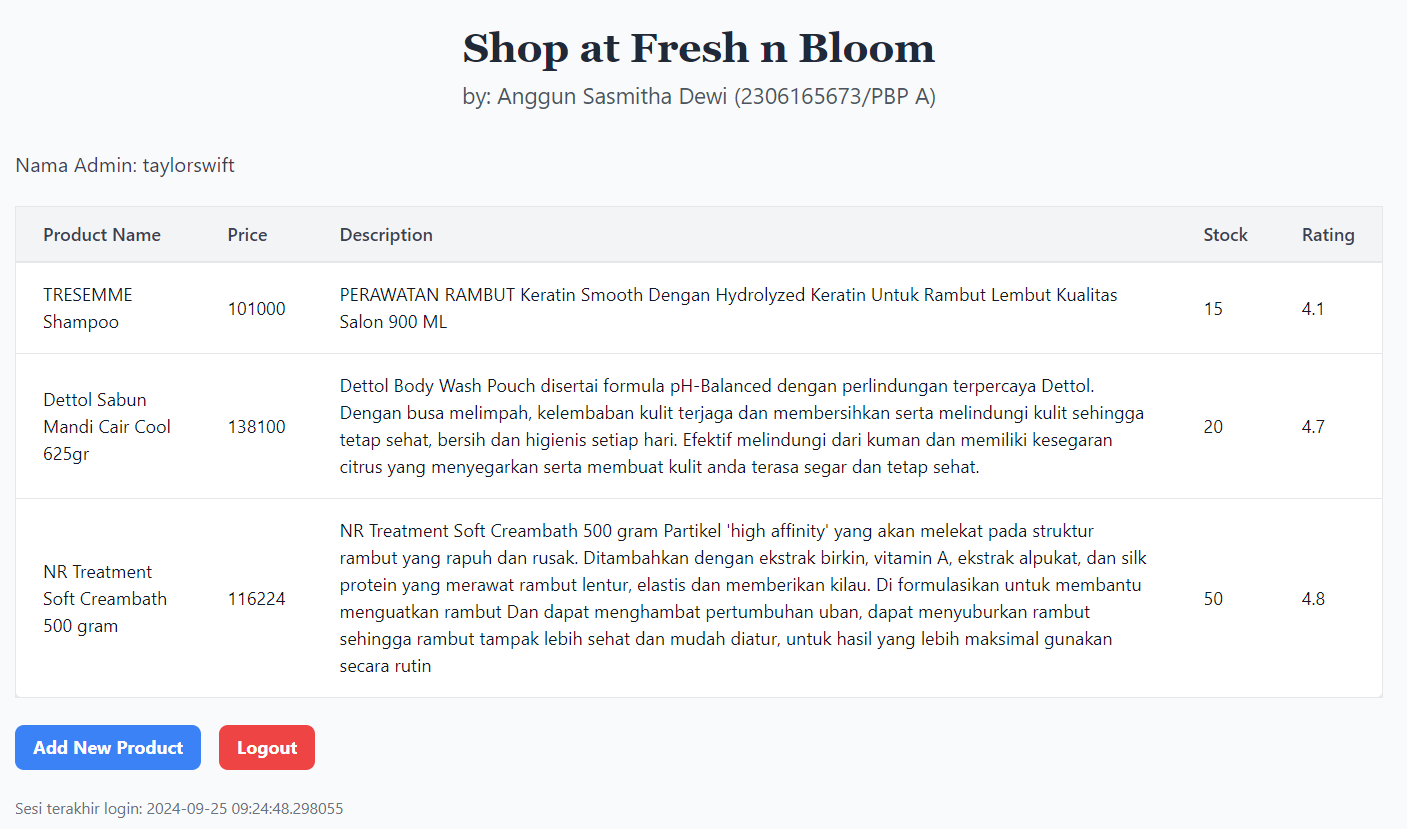 Shop at Fresh n Bloom
by: Anggun Sasmitha Dewi (2306165673/PBP A)
Nama Admin: taylorswift
Product Name Price Description Stock Rating
TRESEMME
Shampoo
101000
PERAWATAN RAMBUT Keratin Smooth Dengan Hydrolyzed Keratin Untuk Rambut Lembut Kualitas
Salon 900 ML
15
4.1
Dettol Sabun
Mandi Cair Cool
625gr
138100
Dettol Body Wash Pouch disertai formula pH-Balanced dengan perlindungan terpercaya Dettol.
Dengan busa melimpah, kelembaban kulit terjaga dan membersihkan serta melindungi kulit sehingga
tetap sehat, bersih dan higienis setiap hari. Efektif melindungi dari kuman dan memiliki kesegaran
citrus yang menyegarkan serta membuat kulit anda terasa segar dan tetap sehat.
20
4.7
NR Treatment
Soft Creambath
500 gram
116224
NR Treatment Soft Creambath 500 gram Partikel 'high affinity' yang akan melekat pada struktur
rambut yang rapuh dan rusak. Ditambahkan dengan ekstrak birkin, vitamin A, ekstrak alpukat, dan silk
protein yang merawat rambut lentur, elastis dan memberikan kilau. Di formulasikan untuk membantu
menguatkan rambut Dan dapat menghambat pertumbuhan uban, dapat menyuburkan rambut
sehingga rambut tampak lebih sehat dan mudah diatur, untuk hasil yang lebih maksimal gunakan
secara rutin
50
4.8
Add New Product
Logout
Sesi terakhir login: 2024-09-25 09:24:48.298055